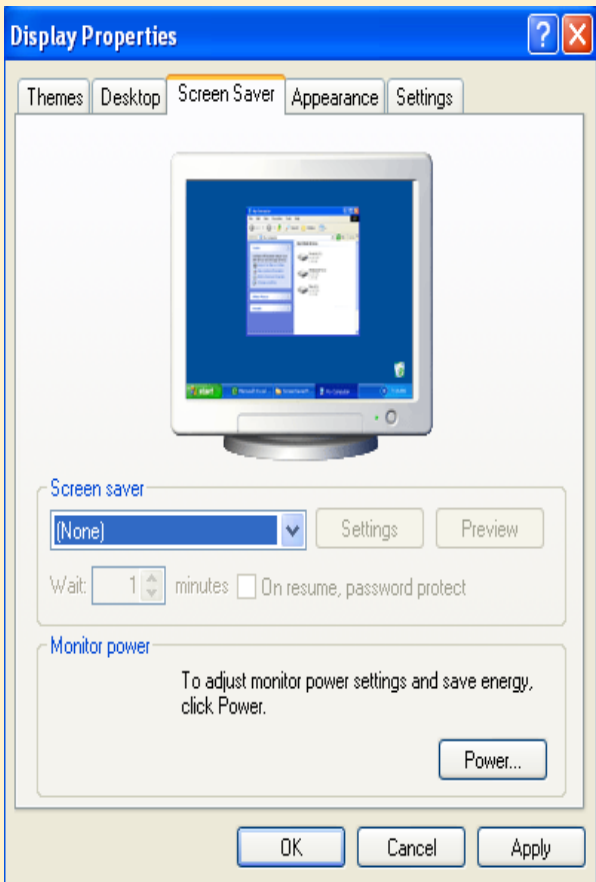 Display Properties
Themes Desktop Screen Saver Appearance Settings
start
Screen saver
(None) Settings Preview
Wait: 1 minutes On resume, password protect
Monitor power
To adjust monitor power settings and save energy,
click Power.
Power...
OK Cancel Apply